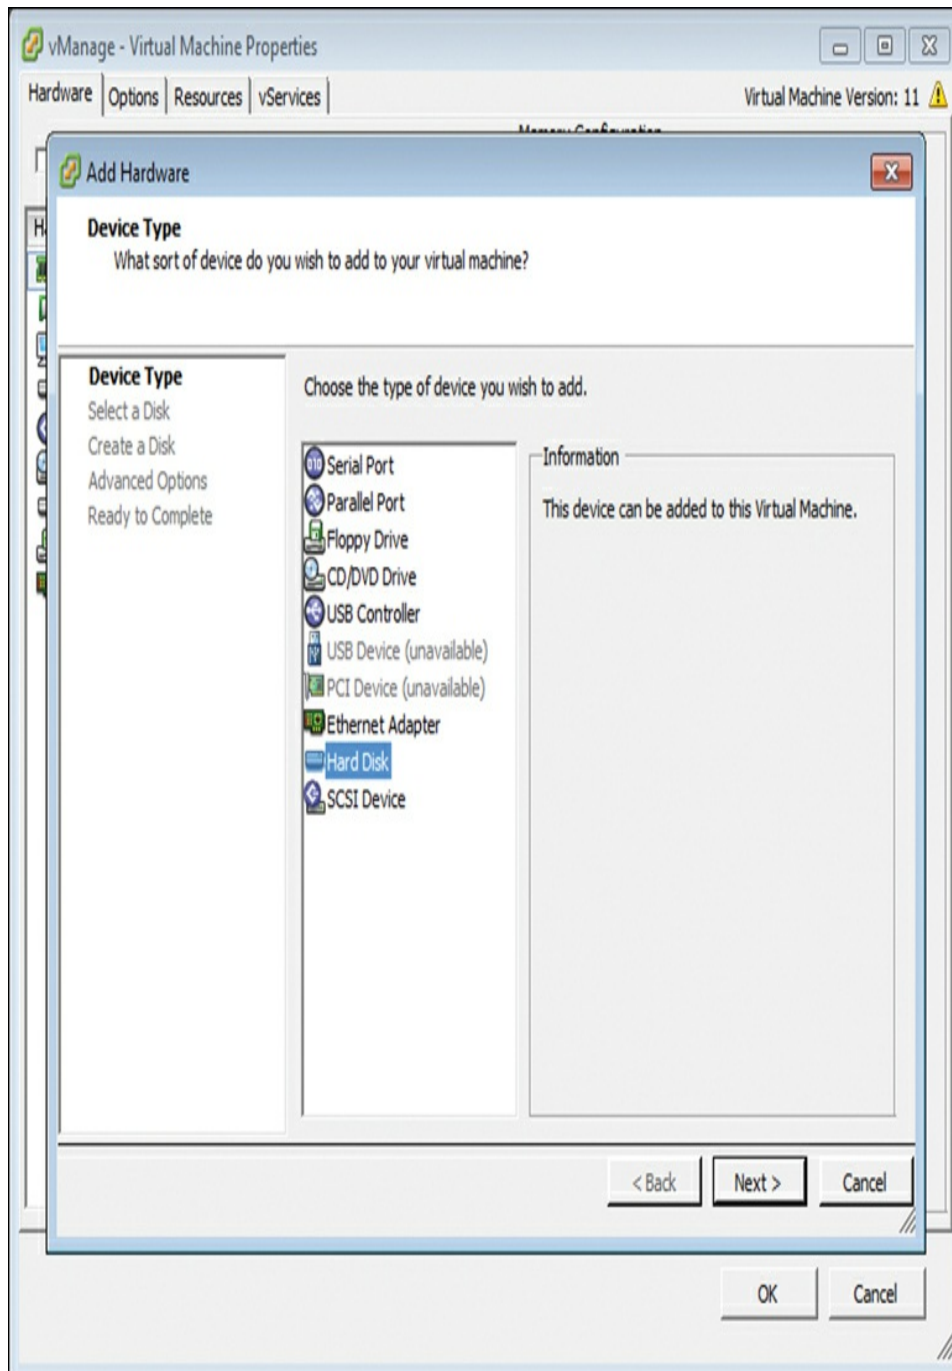 vManage - Virtual Machine Properties
Hardware Options Resources vServices
Virtual Machine Version: 11
Memory Configuration
Add Hardware
Device Type
What sort of device do you wish to add to your virtual machine?
Device Type
Select a Disk
Create a Disk
Advanced Options
Ready to Complete
Choose the type of device you wish to add.
Serial Port
Parallel Port
Floppy Drive
CD/DVD Drive
USB Controller
USB Device (unavailable)
PCI Device (unavailable)
Ethernet Adapter
Hard Disk
SCSI Device
Information
This device can be added to this Virtual Machine.
< Back Next > Cancel
OK Cancel